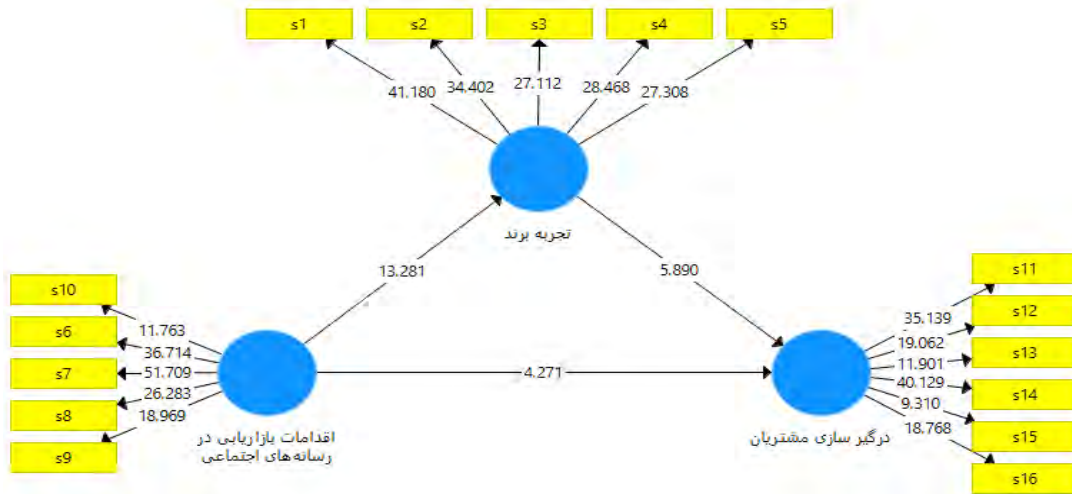 s1
s2
s3
s4
s5
41.180
34.402
27.112
28.468
27.308
تجربه برند
13.281
5.890
4.271
s10
s6
s7
s8
s9
11.763
36.714
51.709
26.283
18.969
اقدامات بازاریابی در
رسانه‌های اجتماعی
s11
s12
s13
s14
s15
s16
35.139
19.062
11.901
40.129
9.310
18.768
درگیر سازی مشتریان